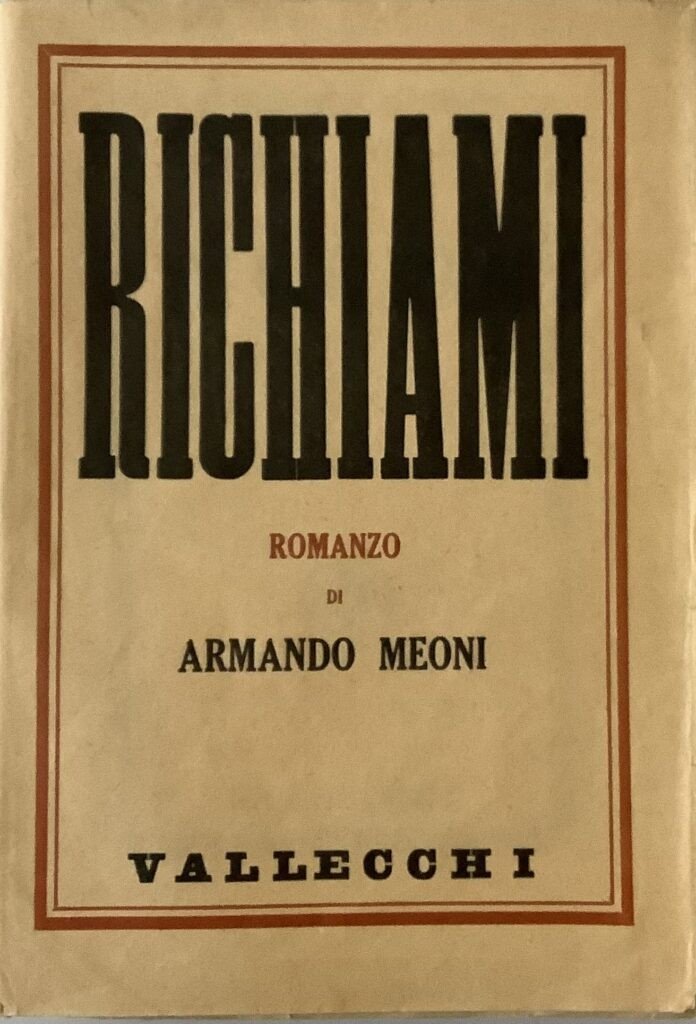 RICHIAMI
ROMANZO
DI
ARMANDO MEONI
VALLECCHI